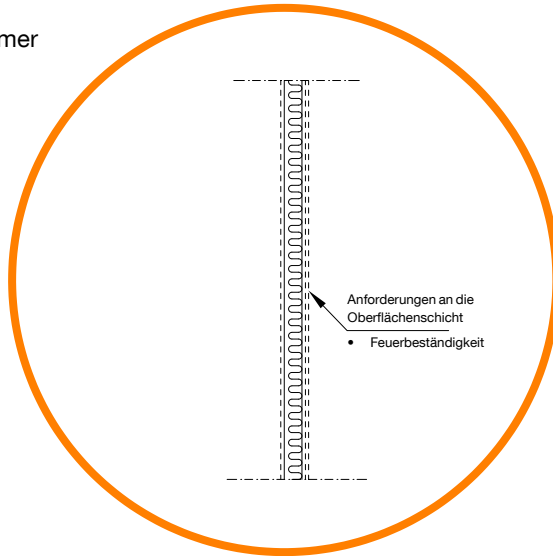 mer
Anforderungen an die
Oberflächenschicht
• Feuerbeständigkeit